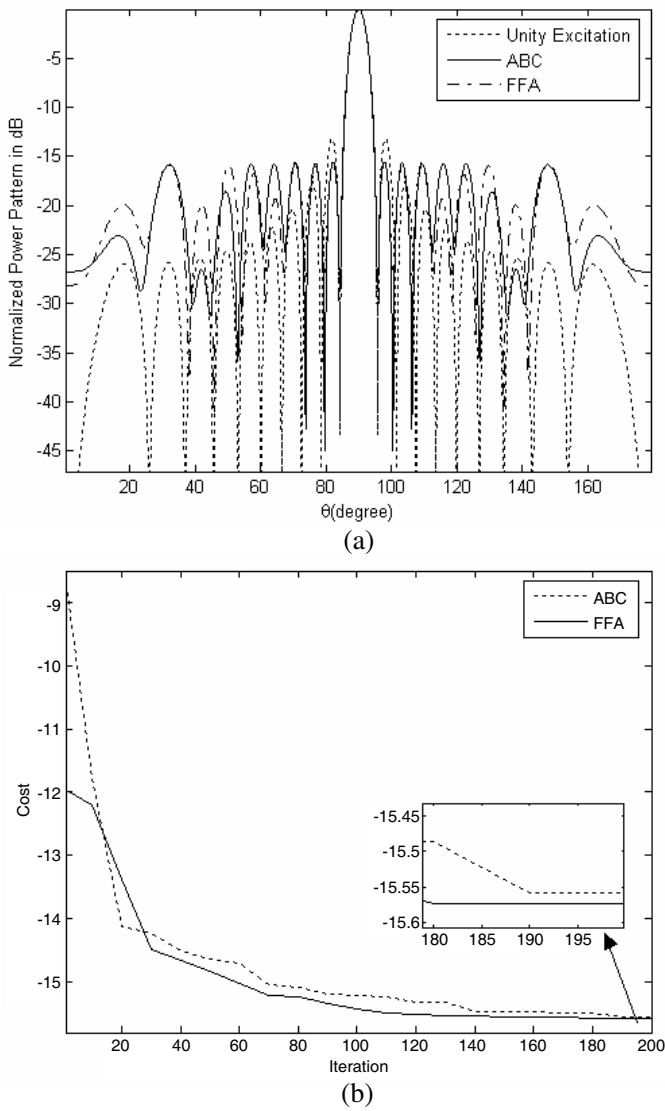 Unity Excitation
ABC
FFA
-5
-10
-15
-20
-25
-30
-35
-40
-45
Normalized Power Pattern in dB
20 40 60 80 100 120 140 160
θ(degree)
(a)
ABC
FFA
-9
-10
-11
-12
-13
-14
-15
Cost
-15.45
-15.5
-15.55
-15.6
180 185 190 195
20 40 60 80 100 120 140 160 180 200
Iteration
(b)